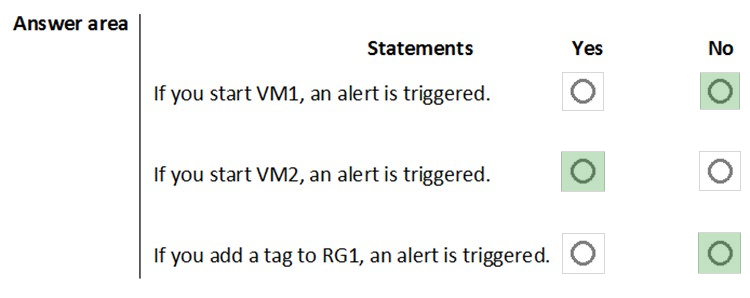 Answer area
Statements Yes No
If you start VM1, an alert is triggered.
If you start VM2, an alert is triggered.
If you add a tag to RG1, an alert is triggered.